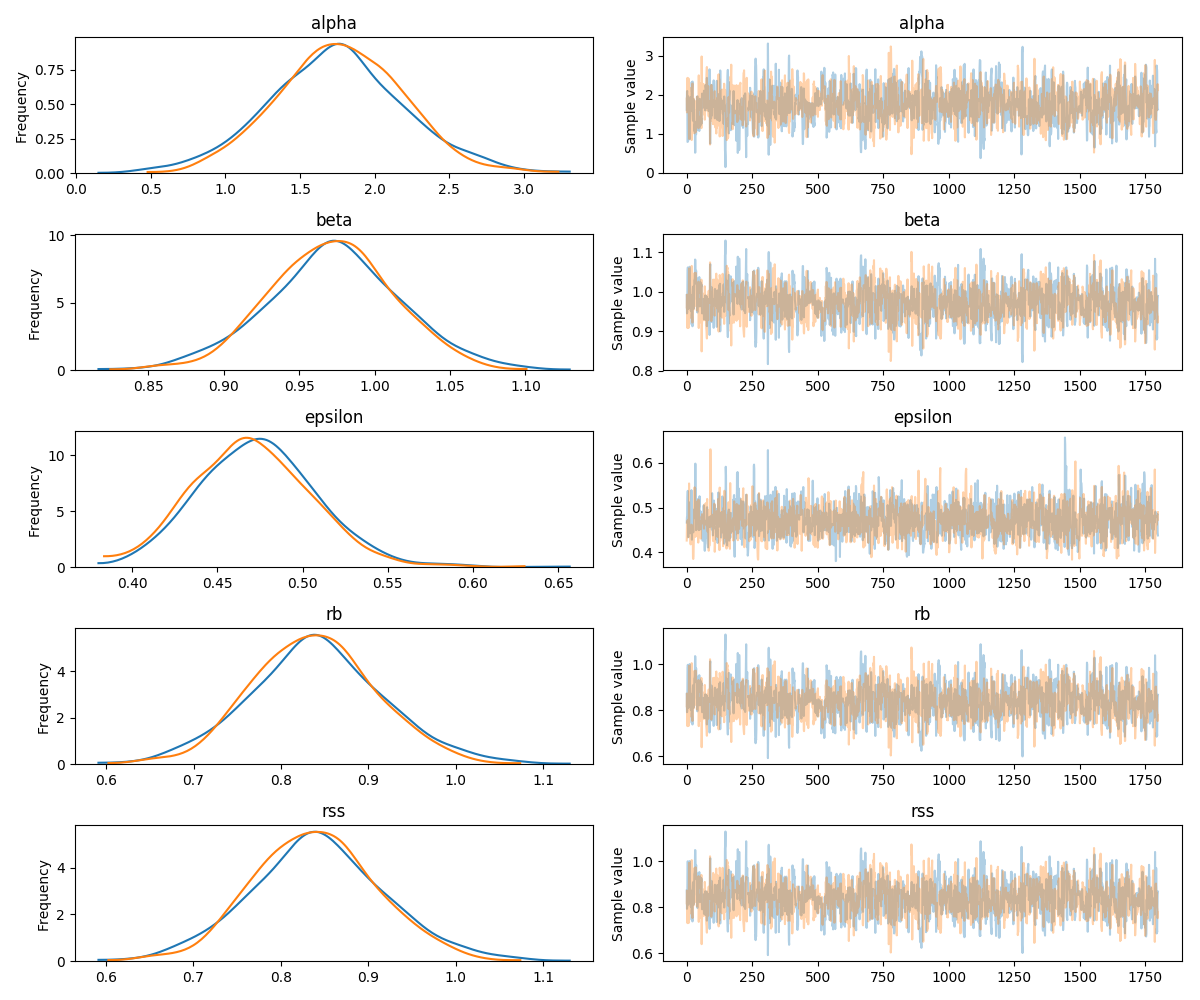 alpha
Frequency
0.75
0.50
0.25
0.00
0.0 0.5 1.0 1.5 2.0 2.5 3.0
alpha
Sample value
3
2
1
0
0 250 500 750 1000 1250 1500 1750
beta
Frequency
10
5
0
0.85 0.90 0.95 1.00 1.05 1.10
beta
Sample value
1.1
1.0
0.9
0.8
0 250 500 750 1000 1250 1500 1750
epsilon
Frequency
10
5
0
0.40 0.45 0.50 0.55 0.60 0.65
epsilon
Sample value
0.6
0.5
0.4
0 250 500 750 1000 1250 1500 1750
rb
Frequency
4
2
0
0.6 0.7 0.8 0.9 1.0 1.1
rb
Sample value
1.0
0.8
0.6
0 250 500 750 1000 1250 1500 1750
rss
Frequency
4
2
0
0.6 0.7 0.8 0.9 1.0 1.1
rss
Sample value
1.0
0.8
0.6
0 250 500 750 1000 1250 1500 1750